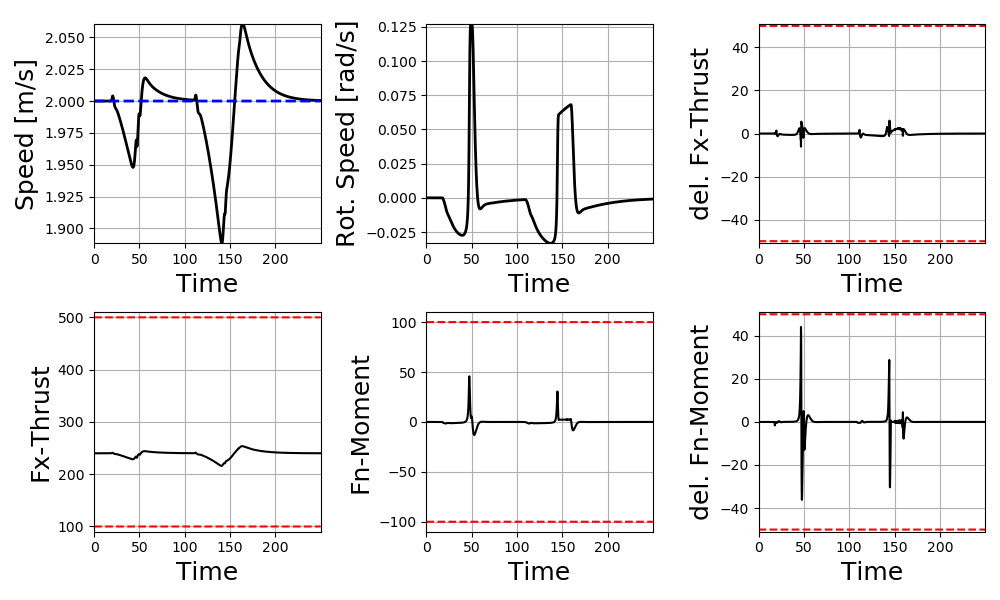 Speed [m/s]
2.050
2.025
2.000
1.975
1.950
1.925
1.900
0 50 100 150 200
Time
Rot. Speed [rad/s]
0.125
0.100
0.075
0.050
0.025
0.000
−0.025
0 100 200
Time
del. Fx-Thrust
40
20
0
−20
−40
0 50 100 150 200
Time
Fx-Thrust
500
400
300
200
100
0 50 100 150 200
Time
Fn-Moment
100
50
0
−50
−100
0 50 100 150 200
Time
del. Fn-Moment
40
20
0
−20
−40
0 50 100 150 200
Time